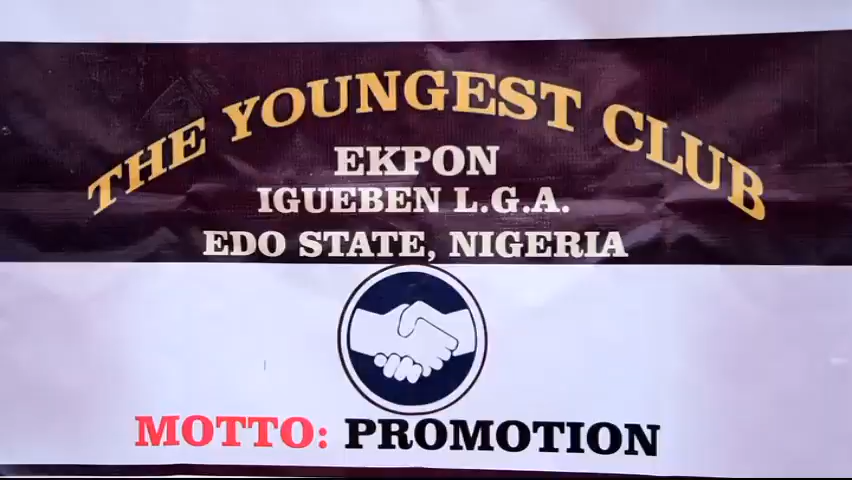 THE YOUNGEST CLUB
EKPON
IGUEBEN L.G.A.
EDO STATE, NIGERIA
MOTTO: PROMOTION